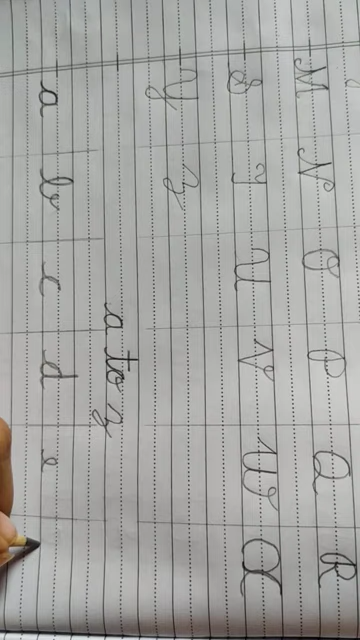 M N O P Q R
S T U V W X
Y Z
a to z
a b c d e